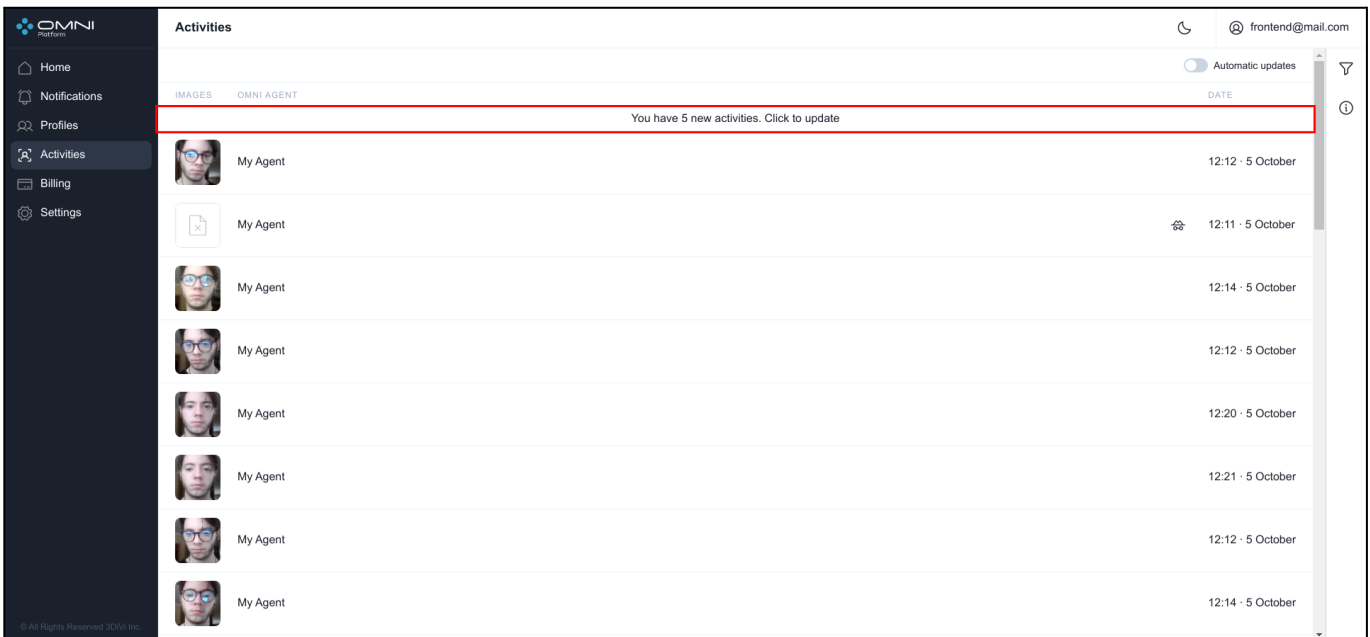 OMNI
Platform
Activities
frontend@mail.com
Home
Notifications
Profiles
Activities
Billing
Settings
Automatic updates
IMAGES OMNI AGENT DATE
You have 5 new activities. Click to update
My Agent 12:12 · 5 October
My Agent 12:11 · 5 October
My Agent 12:14 · 5 October
My Agent 12:12 · 5 October
My Agent 12:20 · 5 October
My Agent 12:21 · 5 October
My Agent 12:12 · 5 October
My Agent 12:14 · 5 October
© All Rights Reserved 3DiVi Inc.